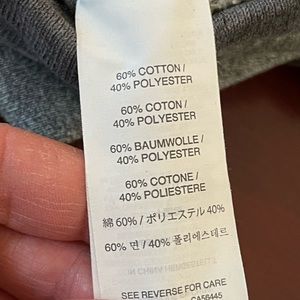 60% COTTON /
40% POLYESTER
60% COTON /
40% POLYESTER
60% BAUMWOLLE /
40% POLYESTER
60% COTONE /
40% POLIESTERE
綿 60% / ポリエステル 40%
60% 면 / 40% 폴리에스테르
SEE REVERSE FOR CARE
CA56445